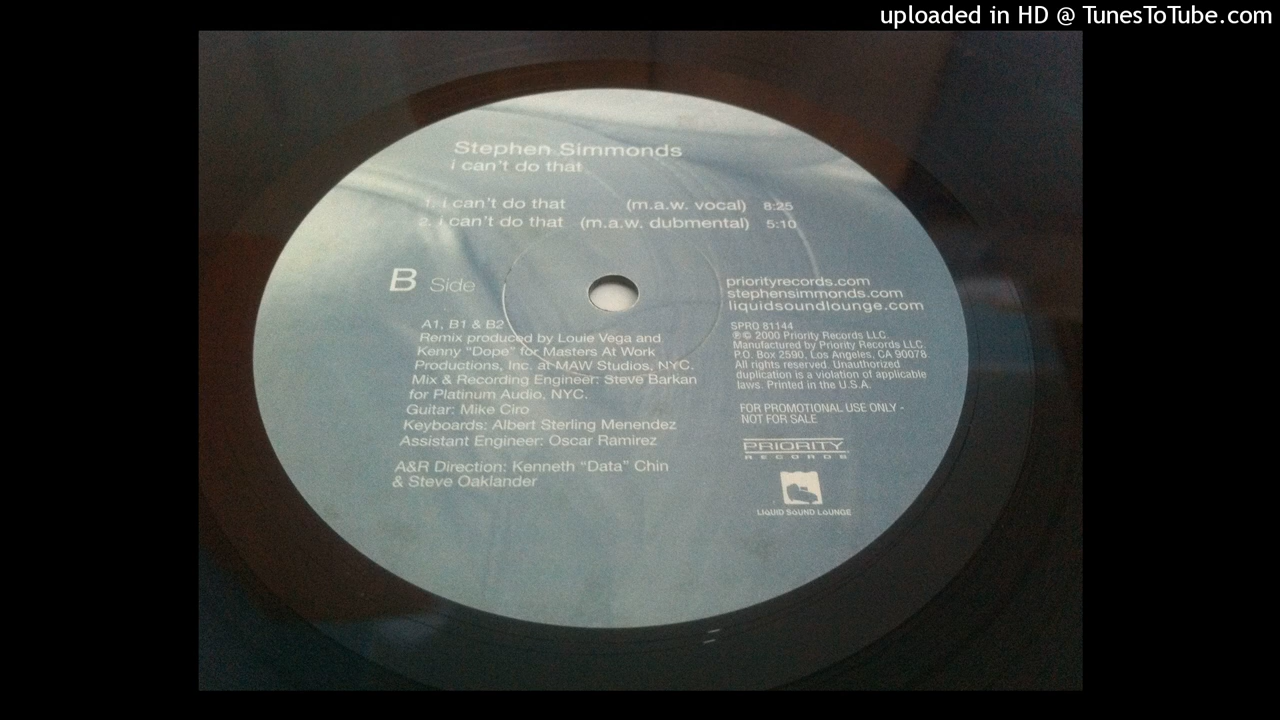 uploaded in HD @ TunesToTube.com
Stephen Simmonds
i can't do that
1. i can't do that (m.a.w. vocal) 8:25
2. i can't do that (m.a.w. dubmental) 5:10
B Side
A1, B1 & B2
Remix produced by Louie Vega and
Kenny "Dope" for Masters At Work
Productions, Inc. at MAW Studios, NYC.
Mix & Recording Engineer: Steve Barkan
for Platinum Audio, NYC.
Guitar: Mike Ciro
Keyboards: Albert Sterling Menendez
Assistant Engineer: Oscar Ramirez
A&R Direction: Kenneth "Data" Chin
& Steve Oaklander
priorityrecords.com
stephensimmonds.com
liquidsoundlounge.com
SPRO 81144
℗© 2000 Priority Records LLC
Manufactured by Priority Records LLC.
P.O. Box 2590, Los Angeles, CA 90078
All rights reserved. Unauthorized
duplication is a violation of applicable
laws. Printed in the U.S.A.
FOR PROMOTIONAL USE ONLY -
NOT FOR SALE
PRIORITY
RECORDS
LIQUID SOUND LOUNGE